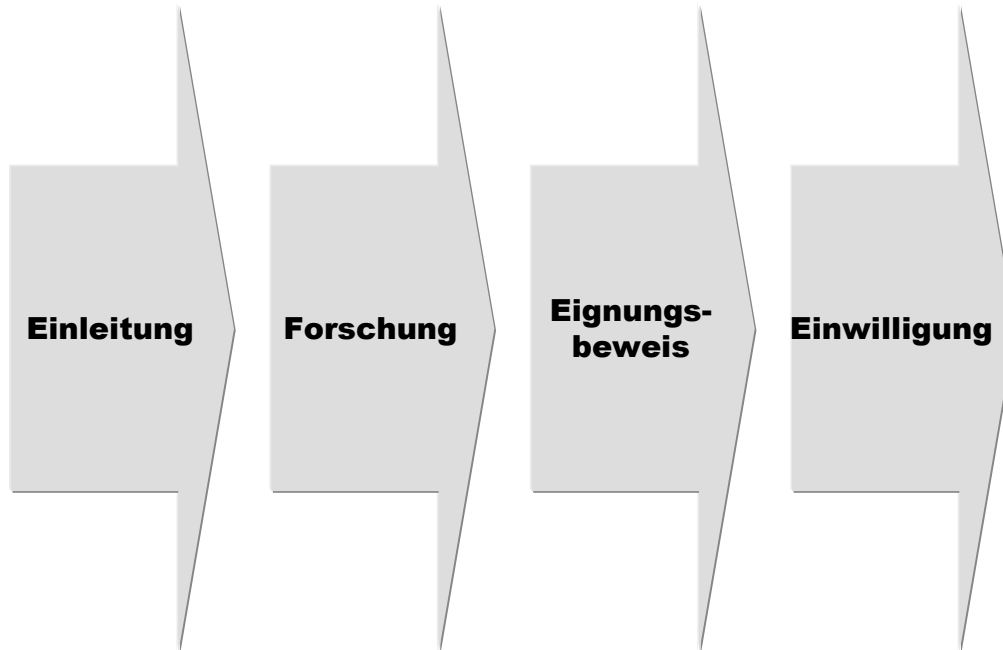 Einleitung
Forschung
Eignungs-
beweis
Einwilligung